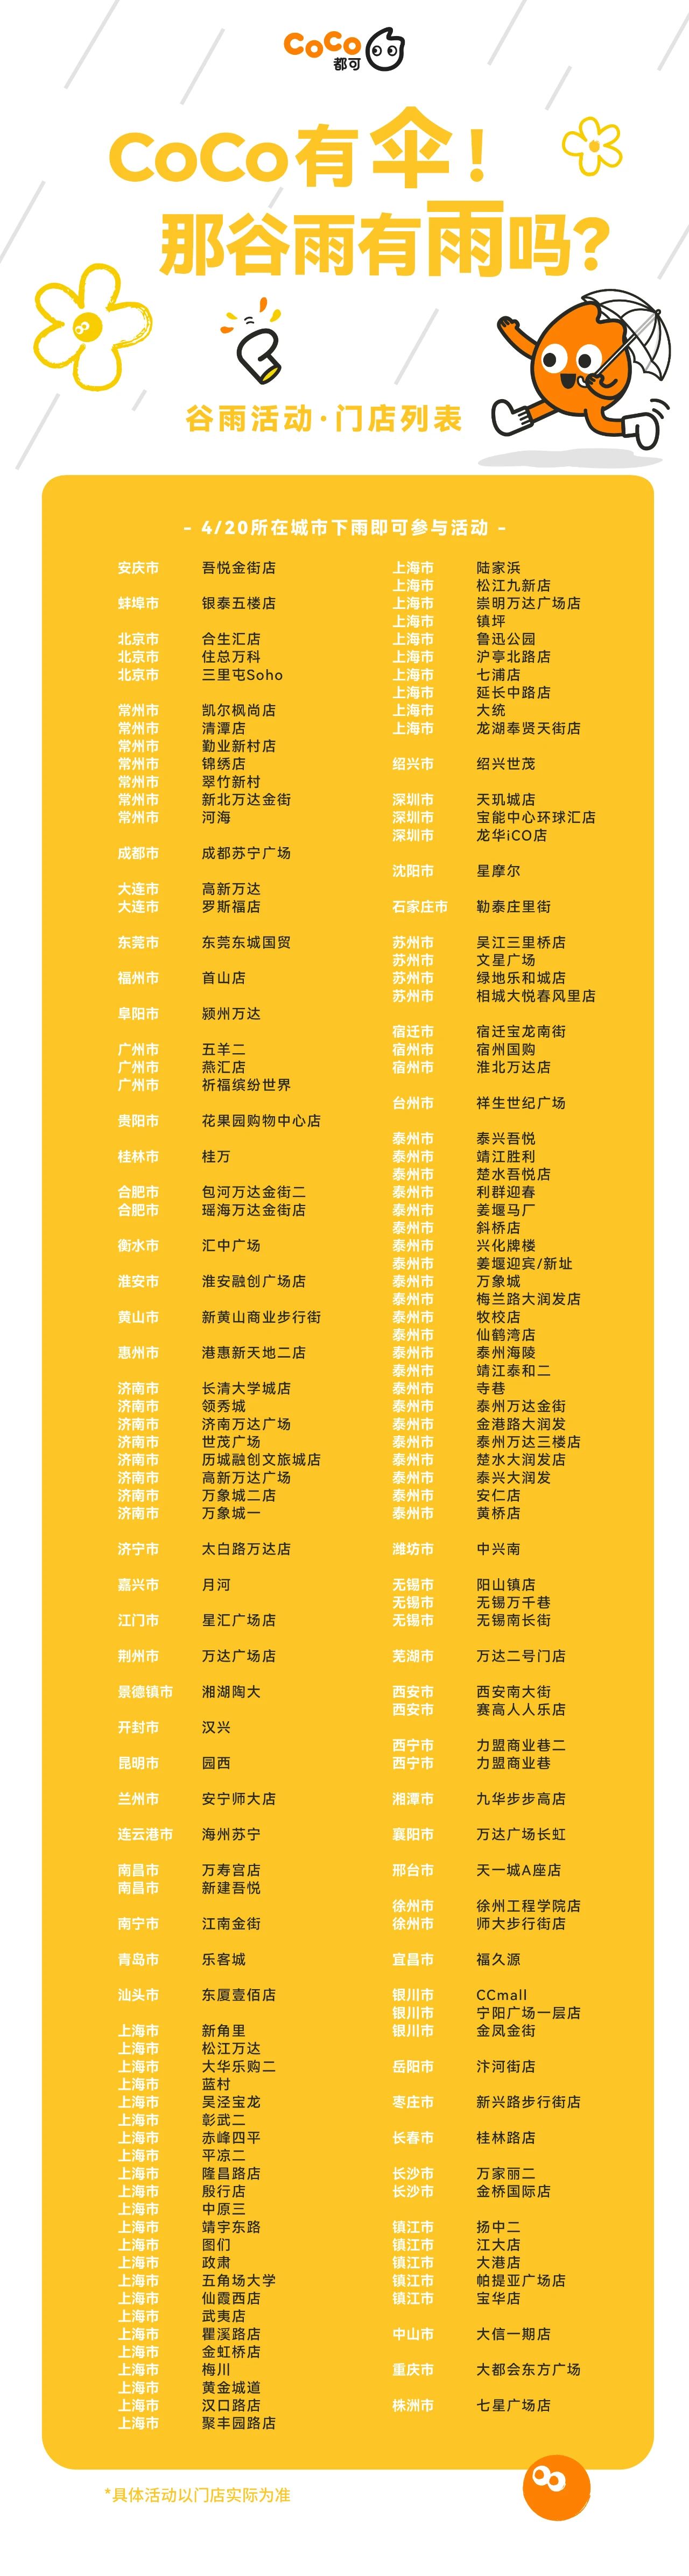 CoCo
都可
CoCo有伞！
那谷雨有雨吗？
谷雨活动·门店列表
- 4/20所在城市下雨即可参与活动 -
安庆市 吾悦金街店
蚌埠市 银泰五楼店
北京市 合生汇店
北京市 住总万科
北京市 三里屯Soho
常州市 凯尔枫尚店
常州市 清潭店
常州市 勤业新村店
常州市 锦绣店
常州市 翠竹新村
常州市 新北万达金街
常州市 河海
成都市 成都苏宁广场
大连市 高新万达
大连市 罗斯福店
东莞市 东莞东城国贸
福州市 首山店
阜阳市 颍州万达
广州市 五羊二
广州市 燕汇店
广州市 祈福缤纷世界
贵阳市 花果园购物中心店
桂林市 桂万
合肥市 包河万达金街二
合肥市 瑶海万达金街店
衡水市 汇中广场
淮安市 淮安融创广场店
黄山市 新黄山商业步行街
惠州市 港惠新天地二店
济南市 长清大学城店
济南市 领秀城
济南市 济南万达广场
济南市 世茂广场
济南市 历城融创文旅城店
济南市 高新万达广场
济南市 万象城二店
济南市 万象城一
济宁市 太白路万达店
嘉兴市 月河
江门市 星汇广场店
荆州市 万达广场店
景德镇市 湘湖陶大
开封市 汉兴
昆明市 园西
兰州市 安宁师大店
连云港市 海州苏宁
南昌市 万寿宫店
南昌市 新建吾悦
南宁市 江南金街
青岛市 乐客城
汕头市 东厦壹佰店
上海市 新角里
上海市 松江万达
上海市 大华乐购二
上海市 蓝村
上海市 吴泾宝龙
上海市 彰武二
上海市 赤峰四平
上海市 平凉二
上海市 隆昌路店
上海市 殷行店
上海市 中原三
上海市 靖宇东路
上海市 图们
上海市 政肃
上海市 五角场大学
上海市 仙霞西店
上海市 武夷店
上海市 瞿溪路店
上海市 金虹桥店
上海市 梅川
上海市 黄金城道
上海市 汉口路店
上海市 聚丰园路店
上海市 陆家浜
上海市 松江九新店
上海市 崇明万达广场店
上海市 镇坪
上海市 鲁迅公园
上海市 沪亭北路店
上海市 七浦店
上海市 延长中路店
上海市 大统
上海市 龙湖奉贤天街店
绍兴市 绍兴世茂
深圳市 天玑城店
深圳市 宝能中心环球汇店
深圳市 龙华iCO店
沈阳市 星摩尔
石家庄市 勒泰庄里街
苏州市 吴江三里桥店
苏州市 文星广场
苏州市 绿地乐和城店
苏州市 相城大悦春风里店
宿迁市 宿迁宝龙南街
宿州市 宿州国购
宿州市 淮北万达店
台州市 祥生世纪广场
泰州市 泰兴吾悦
泰州市 靖江胜利
泰州市 楚水吾悦店
泰州市 利群迎春
泰州市 姜堰马厂
泰州市 斜桥店
泰州市 兴化牌楼
泰州市 姜堰迎宾/新址
泰州市 万象城
泰州市 梅兰路大润发店
泰州市 牧校店
泰州市 仙鹤湾店
泰州市 泰州海陵
泰州市 靖江泰和二
泰州市 寺巷
泰州市 泰州万达金街
泰州市 金港路大润发
泰州市 泰州万达三楼店
泰州市 楚水大润发店
泰州市 泰兴大润发
泰州市 安仁店
泰州市 黄桥店
潍坊市 中兴南
无锡市 阳山镇店
无锡市 无锡万千巷
无锡市 无锡南长街
芜湖市 万达二号门店
西安市 西安南大街
西安市 赛高人人乐店
西宁市 力盟商业巷二
西宁市 力盟商业巷
湘潭市 九华步步高店
襄阳市 万达广场长虹
邢台市 天一城A座店
徐州市 徐州工程学院店
徐州市 师大步行街店
宜昌市 福久源
银川市 CCmall
银川市 宁阳广场一层店
银川市 金凤金街
岳阳市 汴河街店
枣庄市 新兴路步行街店
长春市 桂林路店
长沙市 万家丽二
长沙市 金桥国际店
镇江市 扬中二
镇江市 江大店
镇江市 大港店
镇江市 帕提亚广场店
镇江市 宝华店
中山市 大信一期店
重庆市 大都会东方广场
株洲市 七星广场店
*具体活动以门店实际为准